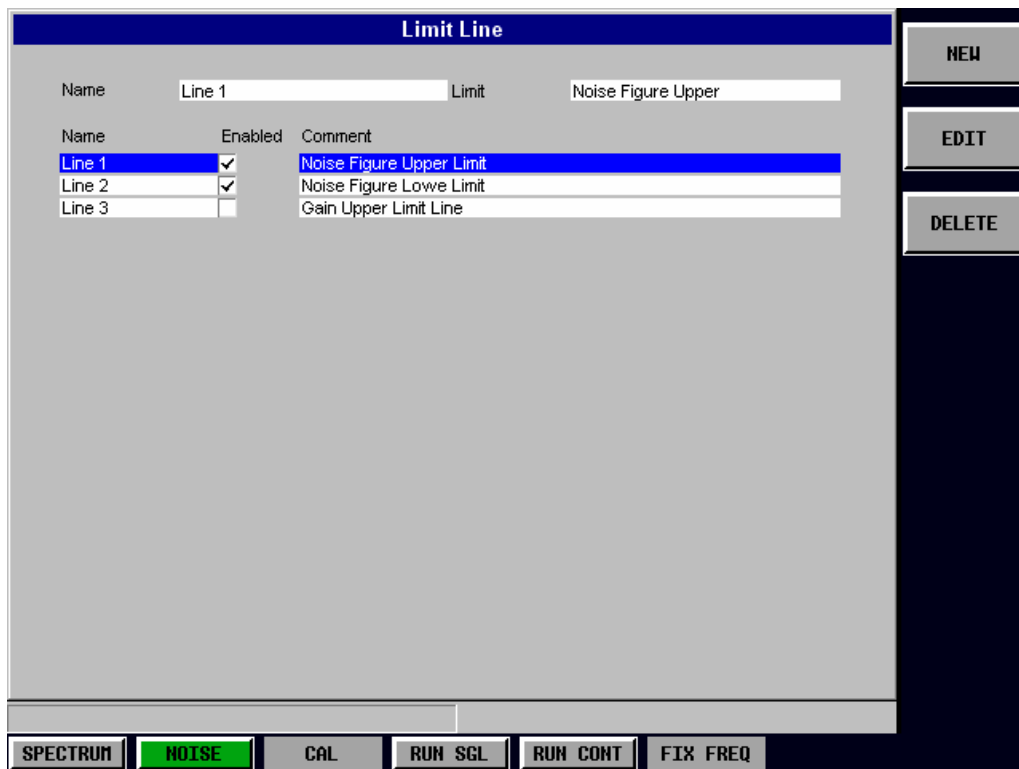 Limit Line
NEW
Name Line 1 Limit Noise Figure Upper
Name Enabled Comment
EDIT
Line 1 Noise Figure Upper Limit
Line 2 Noise Figure Lowe Limit
Line 3 Gain Upper Limit Line
DELETE
SPECTRUM NOISE CAL RUN SGL RUN CONT FIX FREQ